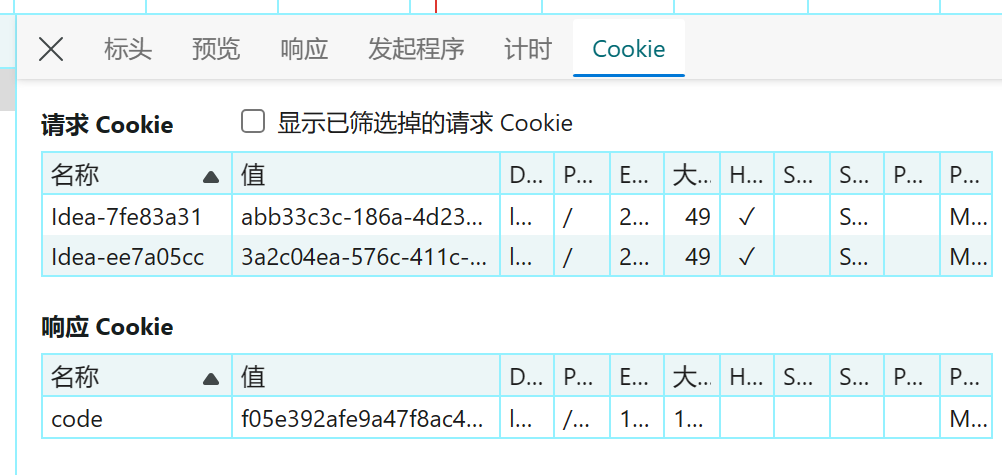 标头 预览 响应 发起程序 计时 Cookie
请求 Cookie 显示已筛选掉的请求 Cookie
名称 值 D... P... E... 大... H... S... S... P... P...
Idea-7fe83a31 abb33c3c-186a-4d23... l... / 2... 49 ✓ S... M...
Idea-ee7a05cc 3a2c04ea-576c-411c-... l... / 2... 49 ✓ S... M...
响应 Cookie
名称 值 D... P... E... 大... H... S... S... P... P...
code f05e392afe9a47f8ac4... l... /... 1... 1... M...